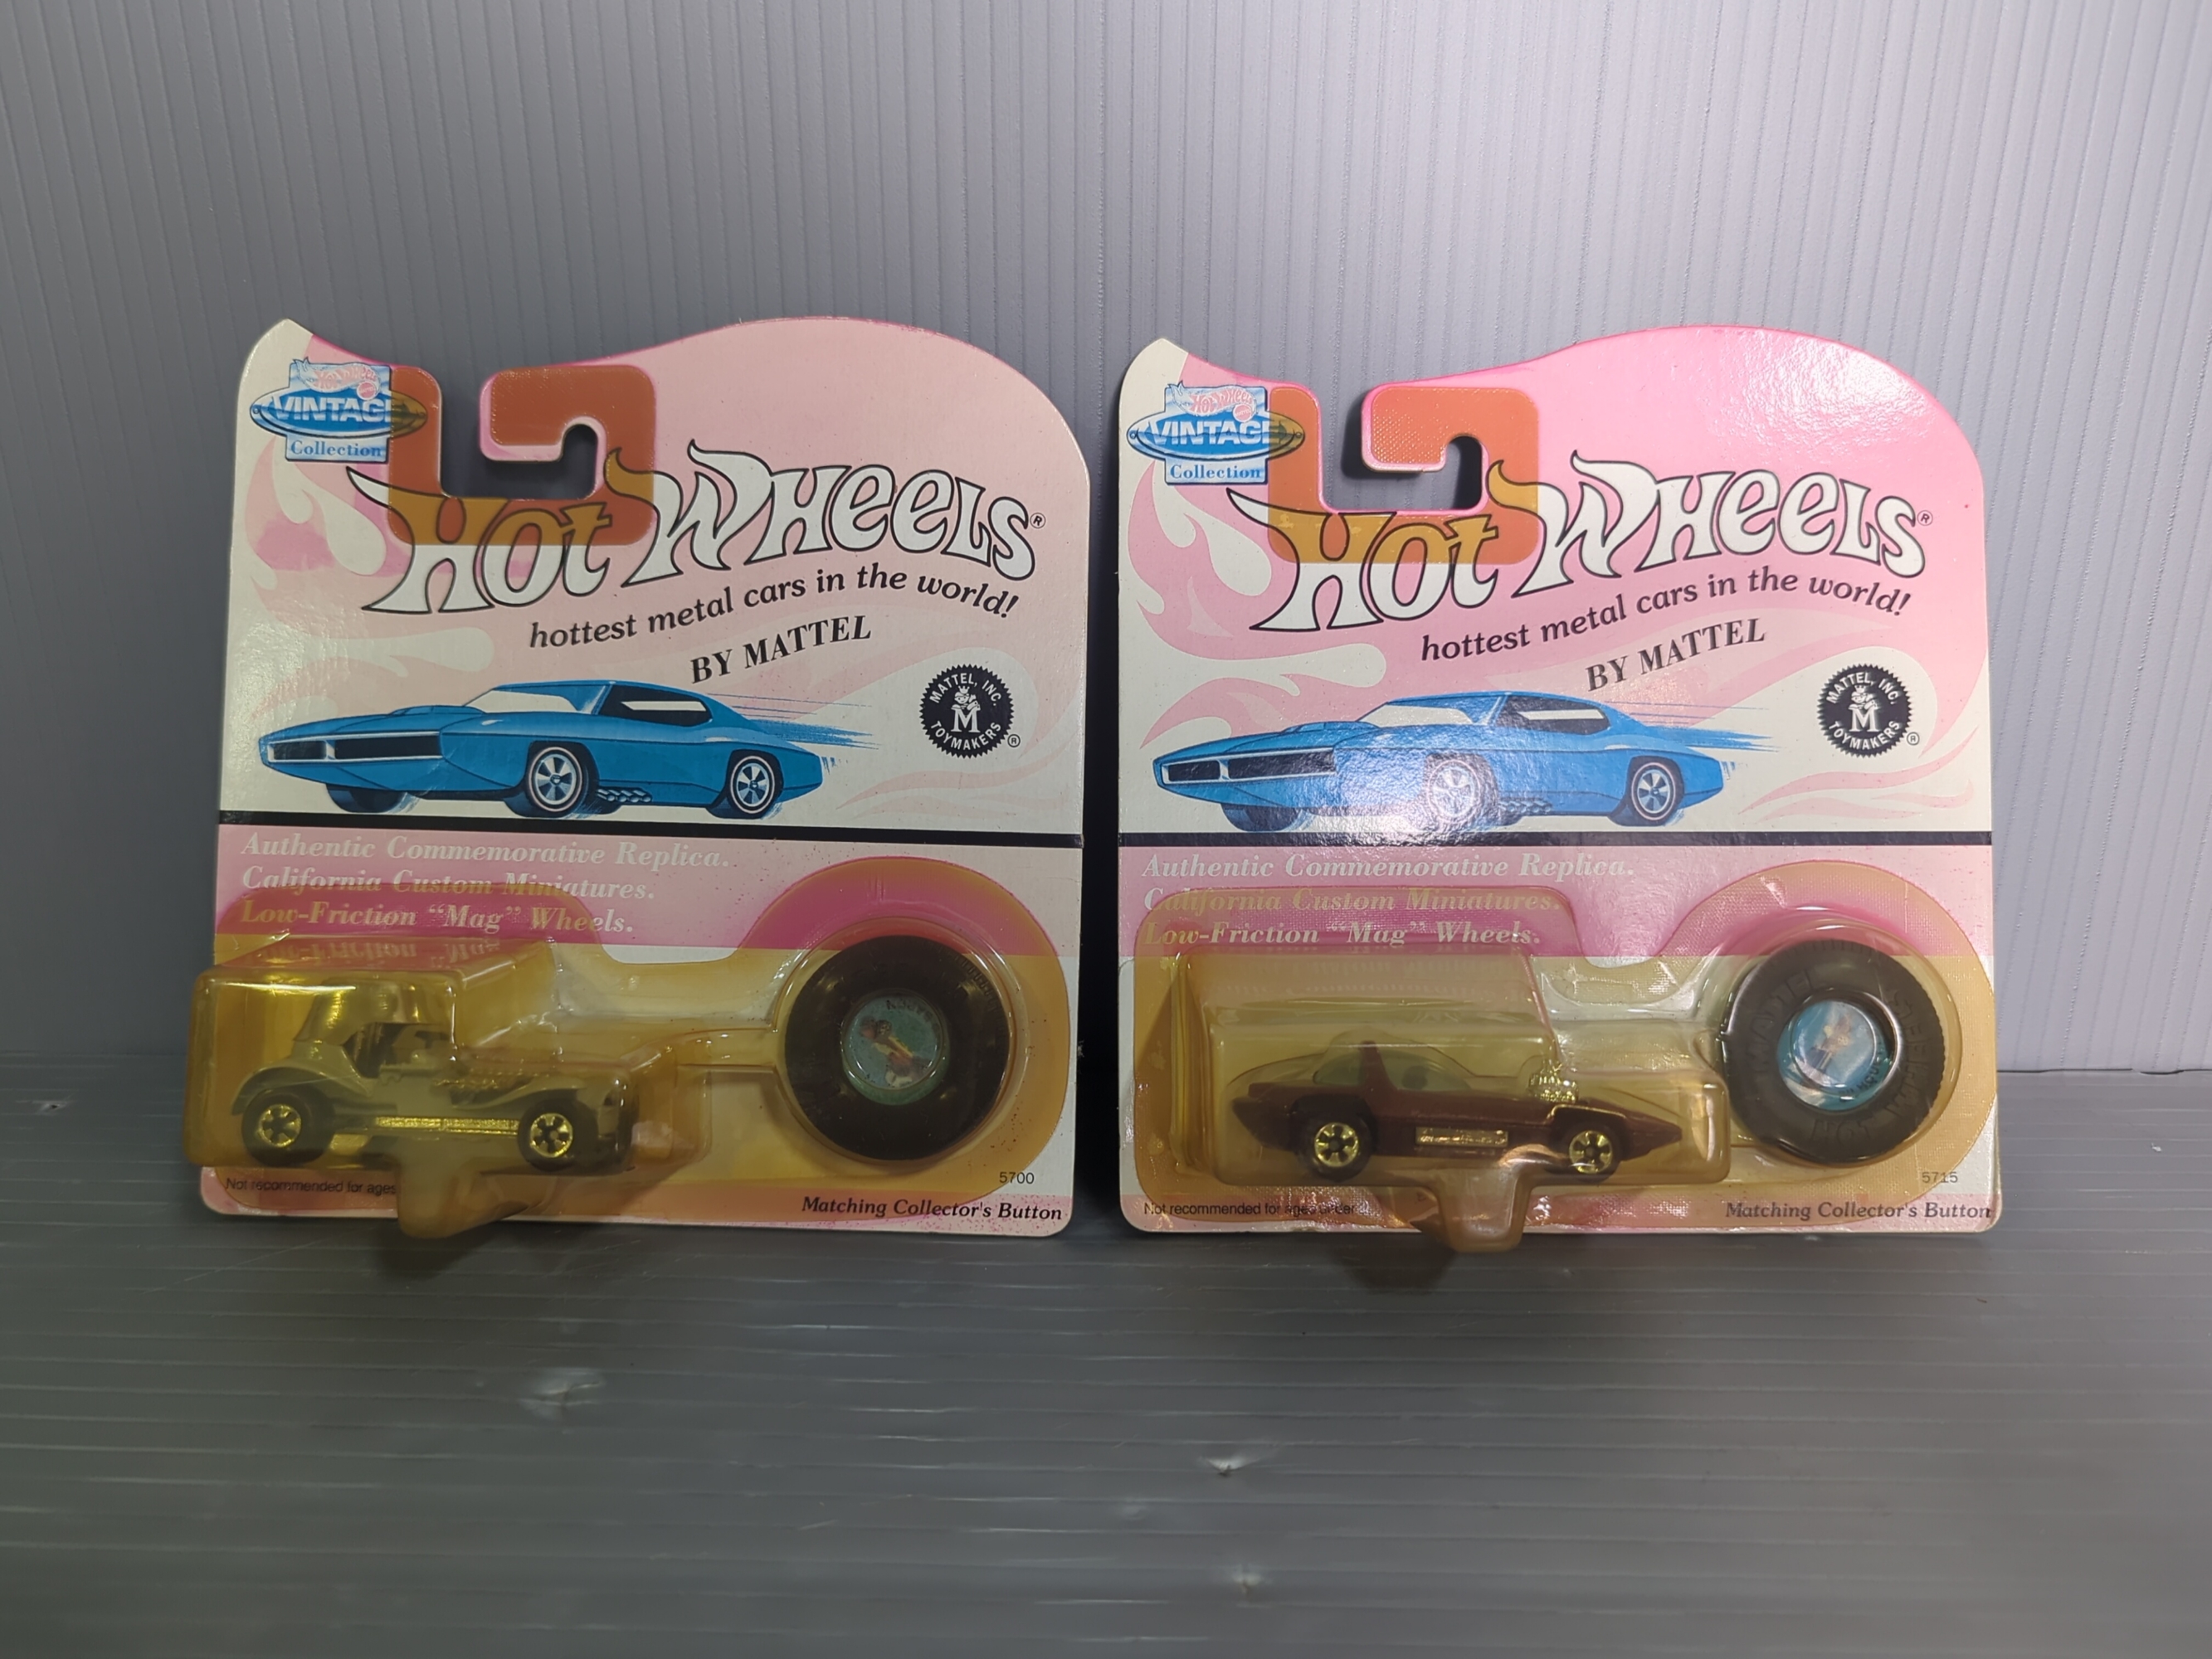 Hot Wheels
VINTAGE
Collection
Hot Wheels®
hottest metal cars in the world!
BY MATTEL
MATTEL, INC.
M
TOYMAKERS®
Authentic Commemorative Replica.
California Custom Miniatures.
Low-Friction "Mag" Wheels.
5700
Not recommended for ages
Matching Collector's Button
Hot Wheels
VINTAGE
Collection
Hot Wheels®
hottest metal cars in the world!
BY MATTEL
MATTEL, INC.
M
TOYMAKERS®
Authentic Commemorative Replica.
California Custom Miniatures.
Low-Friction "Mag" Wheels.
MATTEL
5715
Not recommended for ages
Matching Collector's Button